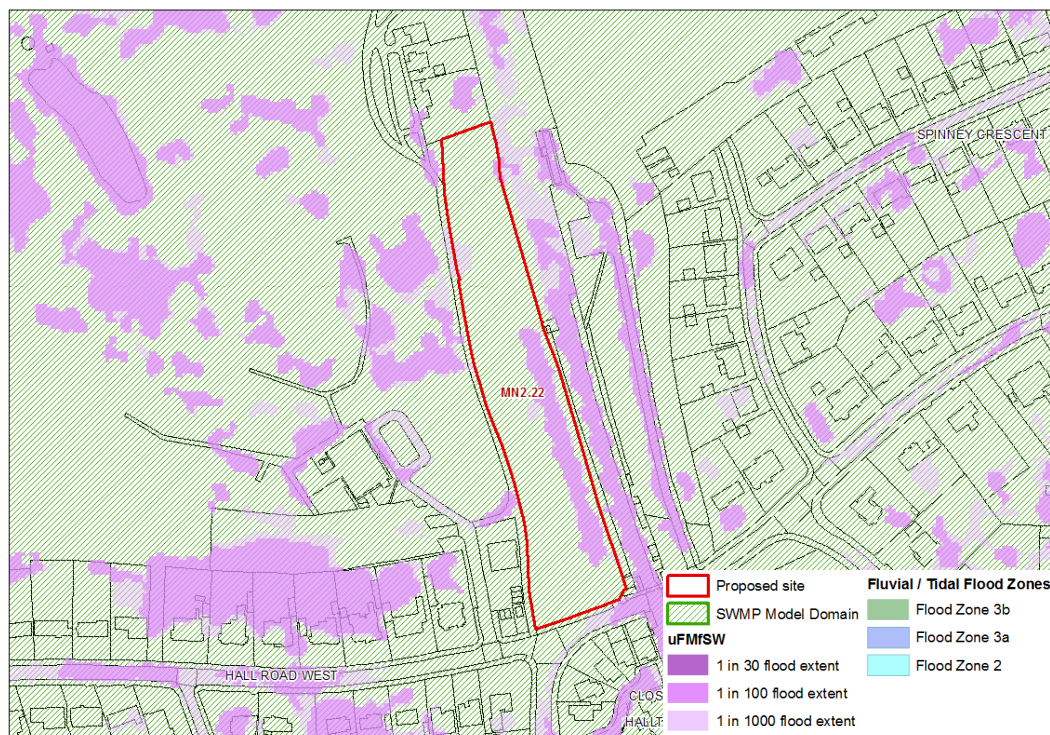 SPINNEY CRESCENT
MN2.22
HALL ROAD WEST
CLOS
HALLT
Proposed site
SWMP Model Domain
uFMfSW
1 in 30 flood extent
1 in 100 flood extent
1 in 1000 flood extent
Fluvial / Tidal Flood Zones
Flood Zone 3b
Flood Zone 3a
Flood Zone 2